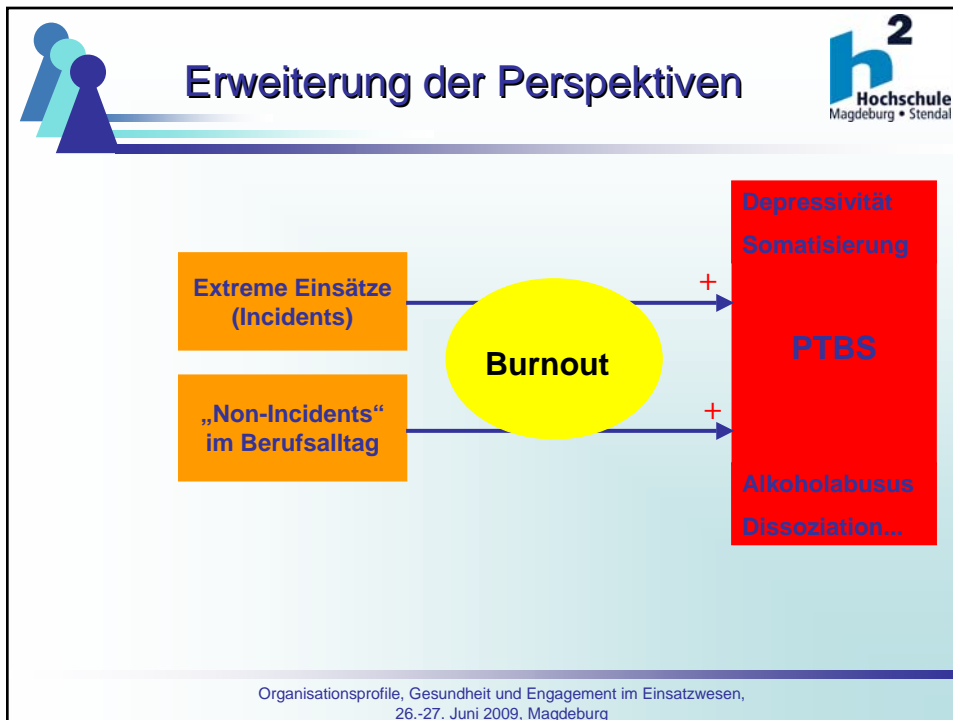 Erweiterung der Perspektiven
h2
Hochschule
Magdeburg • Stendal
Extreme Einsätze
(Incidents)
„Non-Incidents“
im Berufsalltag
Burnout
+
+
Depressivität
Somatisierung
PTBS
Alkoholabusus
Dissoziation...
Organisationsprofile, Gesundheit und Engagement im Einsatzwesen,
26.-27. Juni 2009, Magdeburg